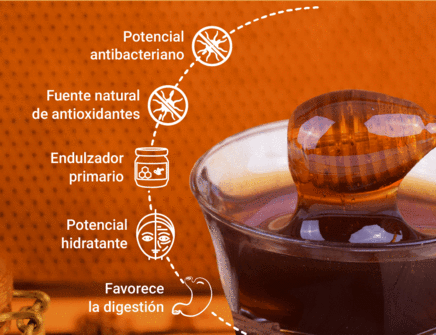 Potencial
antibacteriano
Fuente natural
de antioxidantes
Endulzador
primario
Potencial
hidratante
Favorece
la digestión